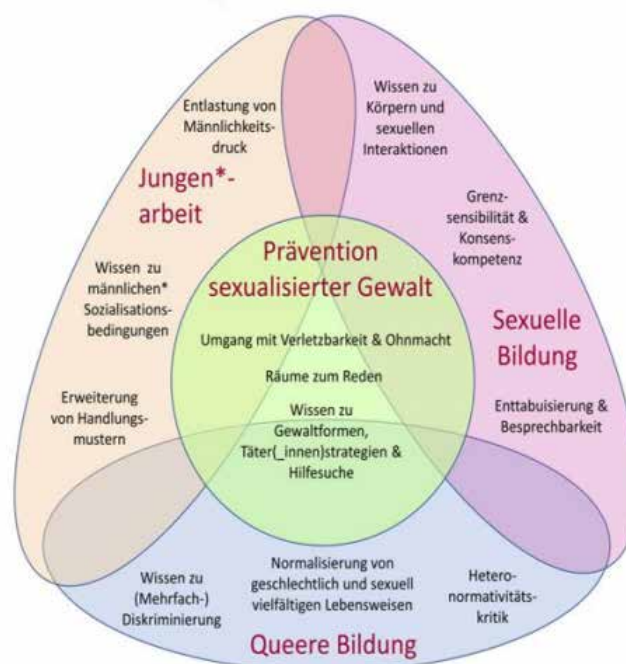 Entlastung von
Männlichkeits-
druck
Jungen*-
arbeit
Wissen zu
männlichen*
Sozialisations-
bedingungen
Erweiterung
von Handlungs-
mustern
Wissen zu
Körpern und
sexuellen
Interaktionen
Grenz-
sensibilität &
Konsens-
kompetenz
Sexuelle
Bildung
Enttabuisierung &
Besprechbarkeit
Prävention
sexualisierter Gewalt
Umgang mit Verletzbarkeit & Ohnmacht
Räume zum Reden
Wissen zu
Gewaltformen,
Täter(_innen)strategien &
Hilfesuche
Wissen zu
(Mehrfach-)
Diskriminierung
Normalisierung von
geschlechtlich und sexuell
vielfältigen Lebensweisen
Hetero-
normativitäts-
kritik
Queere Bildung